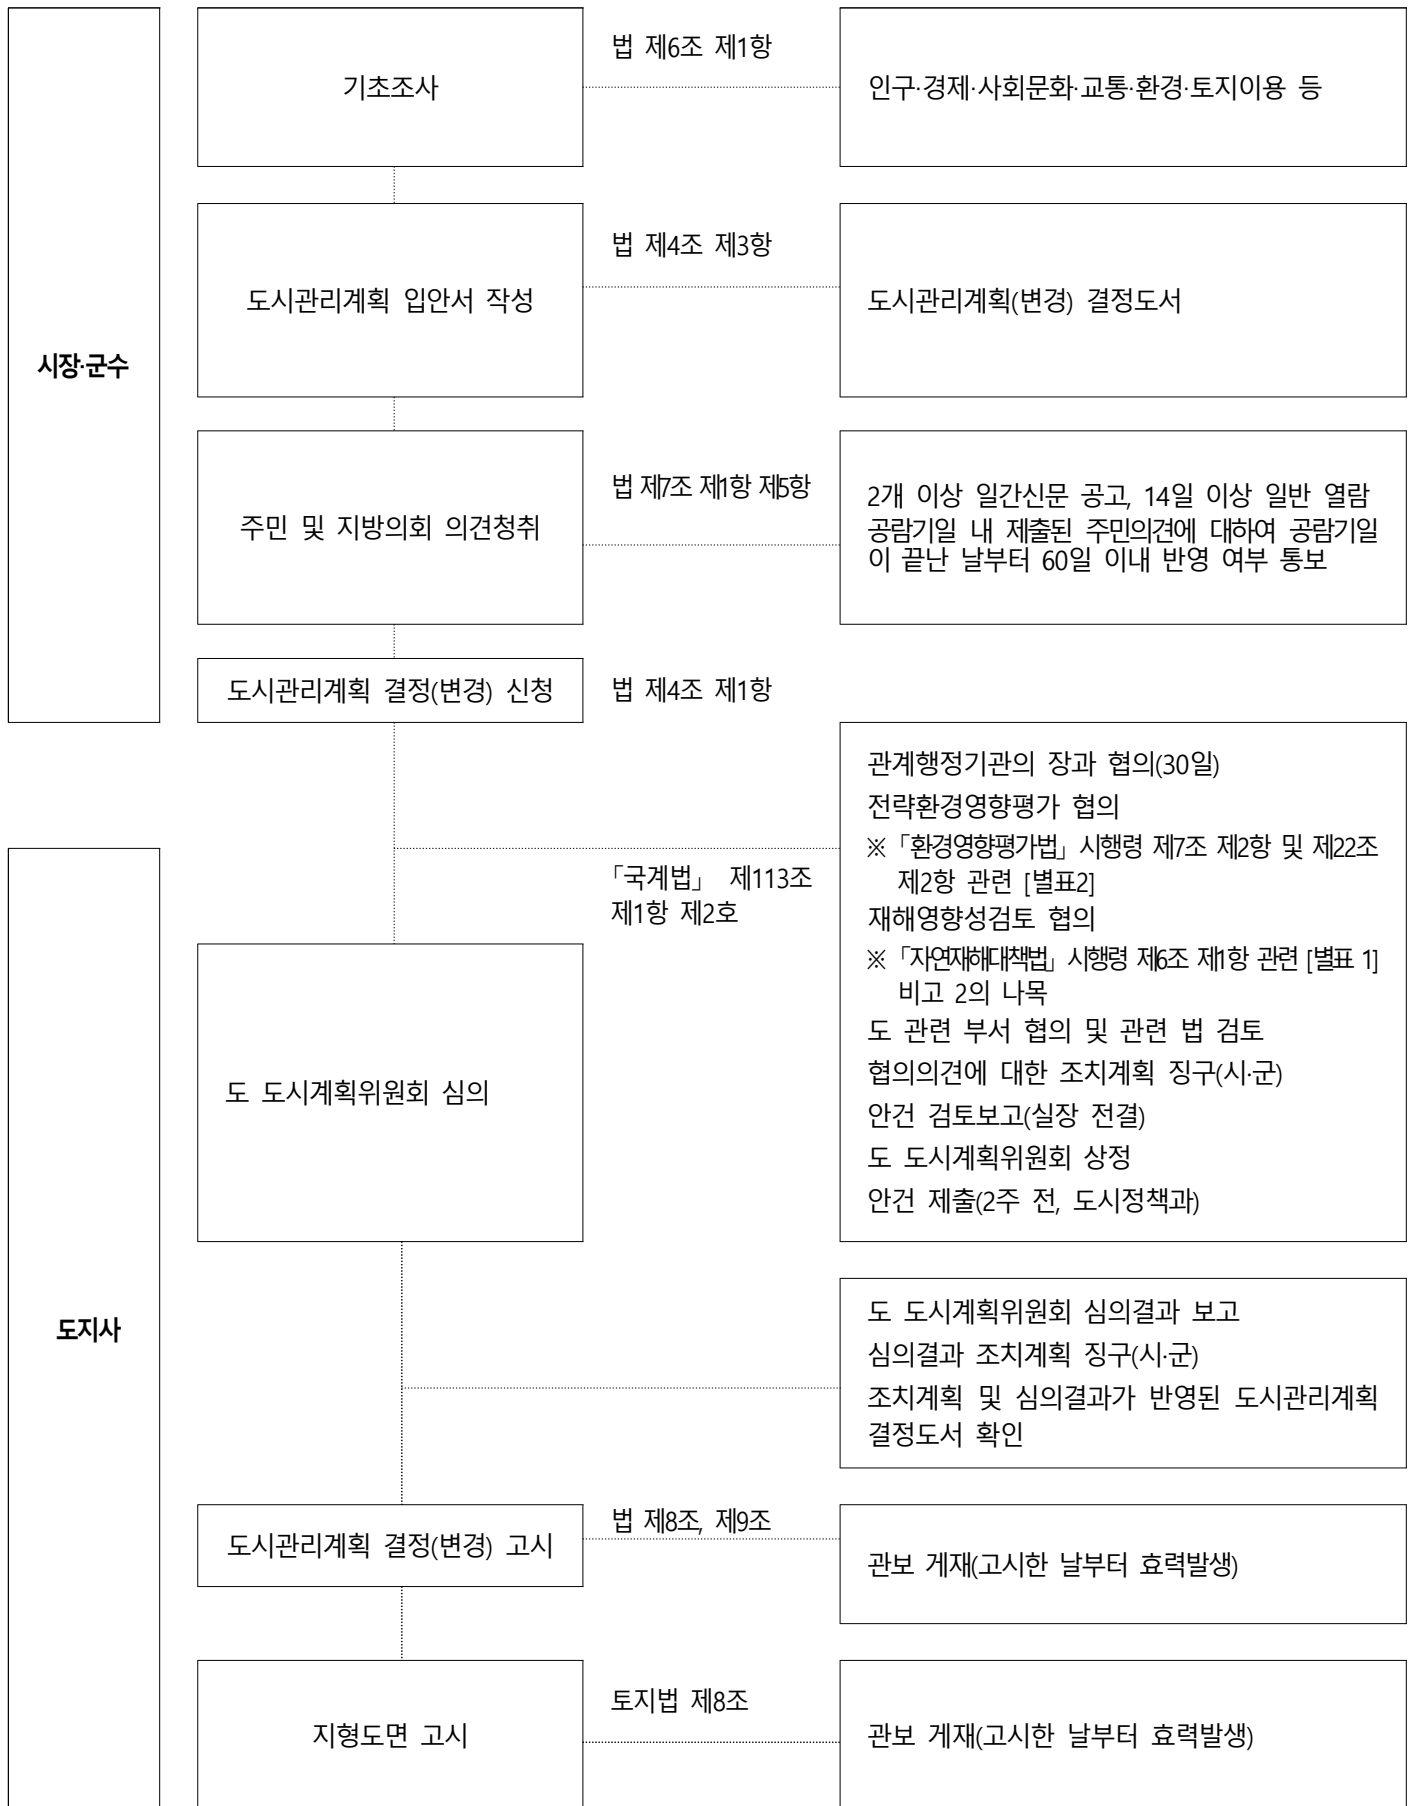 시장·군수
기초조사
법 제6조 제1항
인구·경제·사회문화·교통·환경·토지이용 등
도시관리계획 입안서 작성
법 제4조 제3항
도시관리계획(변경) 결정도서
주민 및 지방의회 의견청취
법 제7조 제1항 제5항
2개 이상 일간신문 공고, 14일 이상 일반 열람
공람기일 내 제출된 주민의견에 대하여 공람기일
이 끝난 날부터 60일 이내 반영 여부 통보
도시관리계획 결정(변경) 신청
법 제4조 제1항
도지사
「국계법」 제113조
제1항 제2호
관계행정기관의 장과 협의(30일)
전략환경영향평가 협의
※「환경영향평가법」시행령 제7조 제2항 및 제22조
제2항 관련 [별표2]
재해영향성검토 협의
※「자연재해대책법」시행령 제6조 제1항 관련 [별표 1]
비고 2의 나목
도 관련 부서 협의 및 관련 법 검토
협의의견에 대한 조치계획 징구(시·군)
안건 검토보고(실장 전결)
도 도시계획위원회 상정
안건 제출(2주 전, 도시정책과)
도 도시계획위원회 심의
도 도시계획위원회 심의결과 보고
심의결과 조치계획 징구(시·군)
조치계획 및 심의결과가 반영된 도시관리계획
결정도서 확인
도시관리계획 결정(변경) 고시
법 제8조, 제9조
관보 게재(고시한 날부터 효력발생)
지형도면 고시
토지법 제8조
관보 게재(고시한 날부터 효력발생)